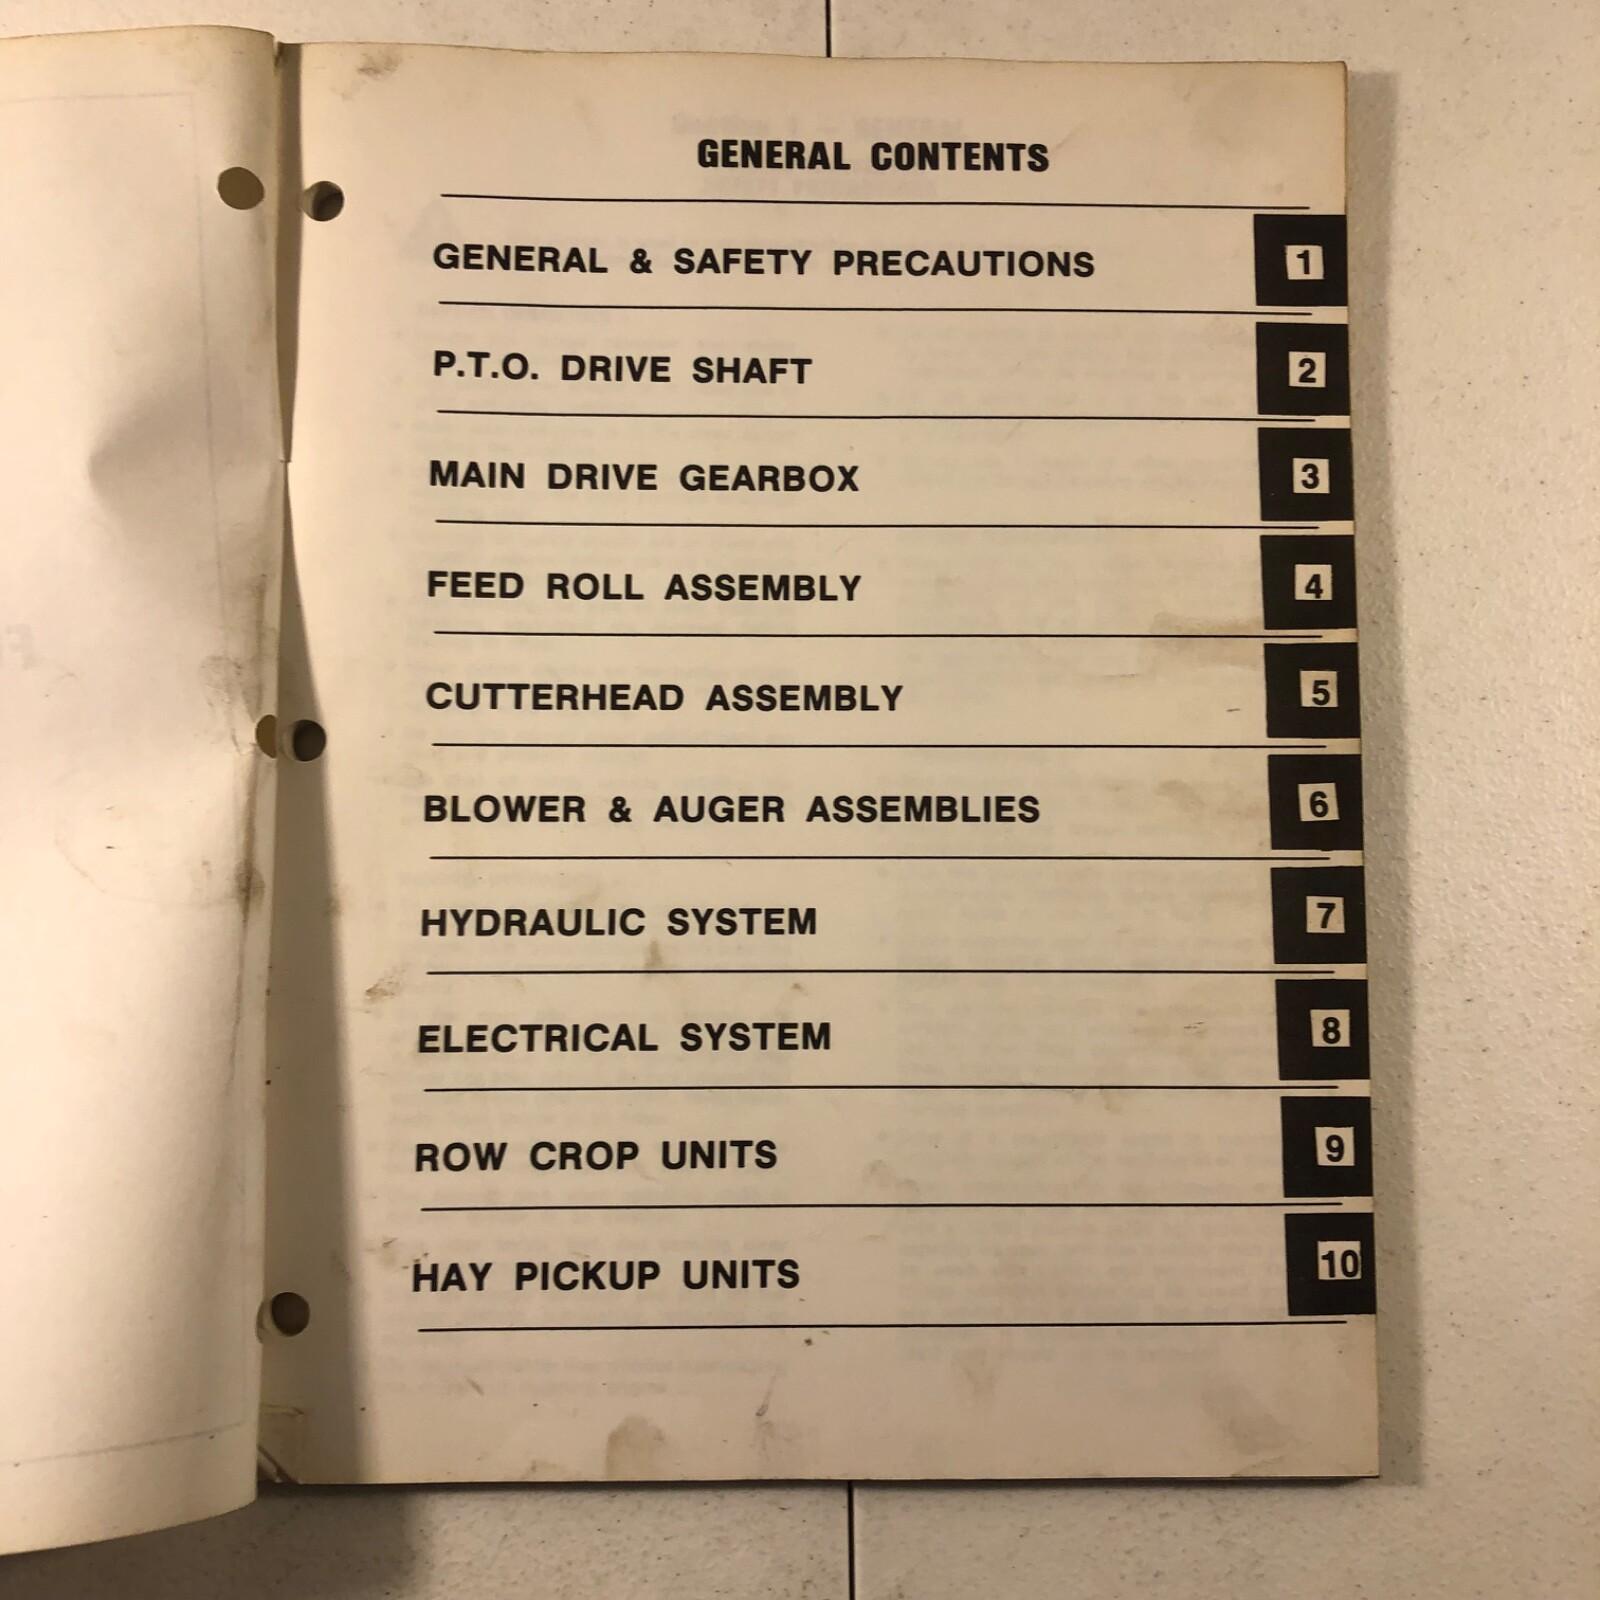 GENERAL CONTENTS
GENERAL & SAFETY PRECAUTIONS 1
P.T.O. DRIVE SHAFT 2
MAIN DRIVE GEARBOX 3
FEED ROLL ASSEMBLY 4
CUTTERHEAD ASSEMBLY 5
BLOWER & AUGER ASSEMBLIES 6
HYDRAULIC SYSTEM 7
ELECTRICAL SYSTEM 8
ROW CROP UNITS 9
HAY PICKUP UNITS 10